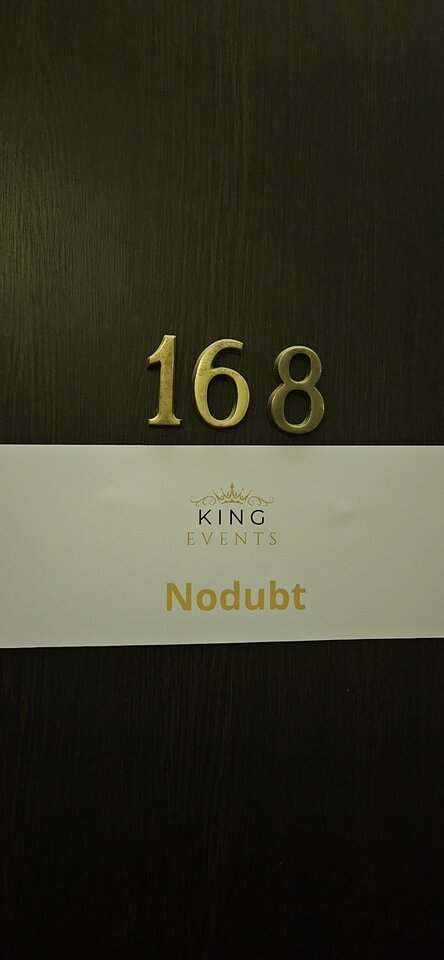 168
KING
EVENTS
Nodubt